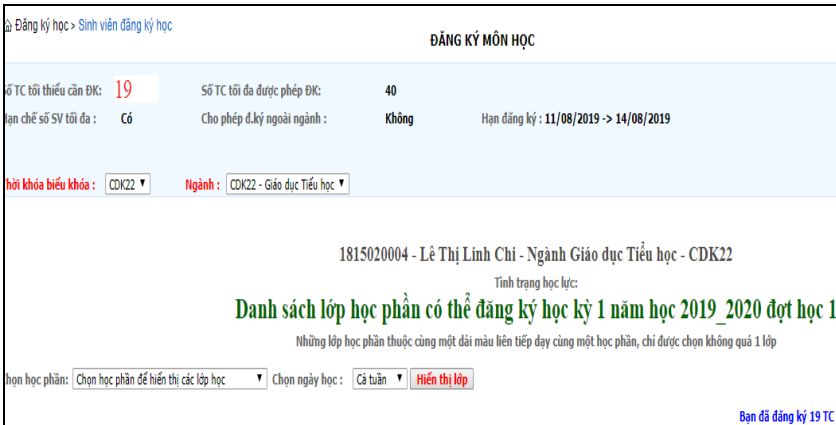 Đăng ký học > Sinh viên đăng ký học
ĐĂNG KÝ MÔN HỌC
Số TC tối thiểu cần ĐK: 19 Số TC tối đa được phép ĐK: 40
Hạn chế số SV tối đa : Có Cho phép đ.ký ngoài ngành : Không Hạn đăng ký : 11/08/2019 -> 14/08/2019
Thời khóa biểu khóa : CDK22 Ngành : CDK22 - Giáo dục Tiểu học
1815020004 - Lê Thị Linh Chi - Ngành Giáo dục Tiểu học - CDK22
Tình trạng học lực:
Danh sách lớp học phần có thể đăng ký học kỳ 1 năm học 2019_2020 đợt học 1
Những lớp học phần thuộc cùng một dải màu liên tiếp dạy cùng một học phần, chỉ được chọn không quá 1 lớp
Chọn học phần: Chọn học phần để hiển thị các lớp học Chọn ngày học : Cả tuần Hiển thị lớp
Bạn đã đăng ký 19 TC